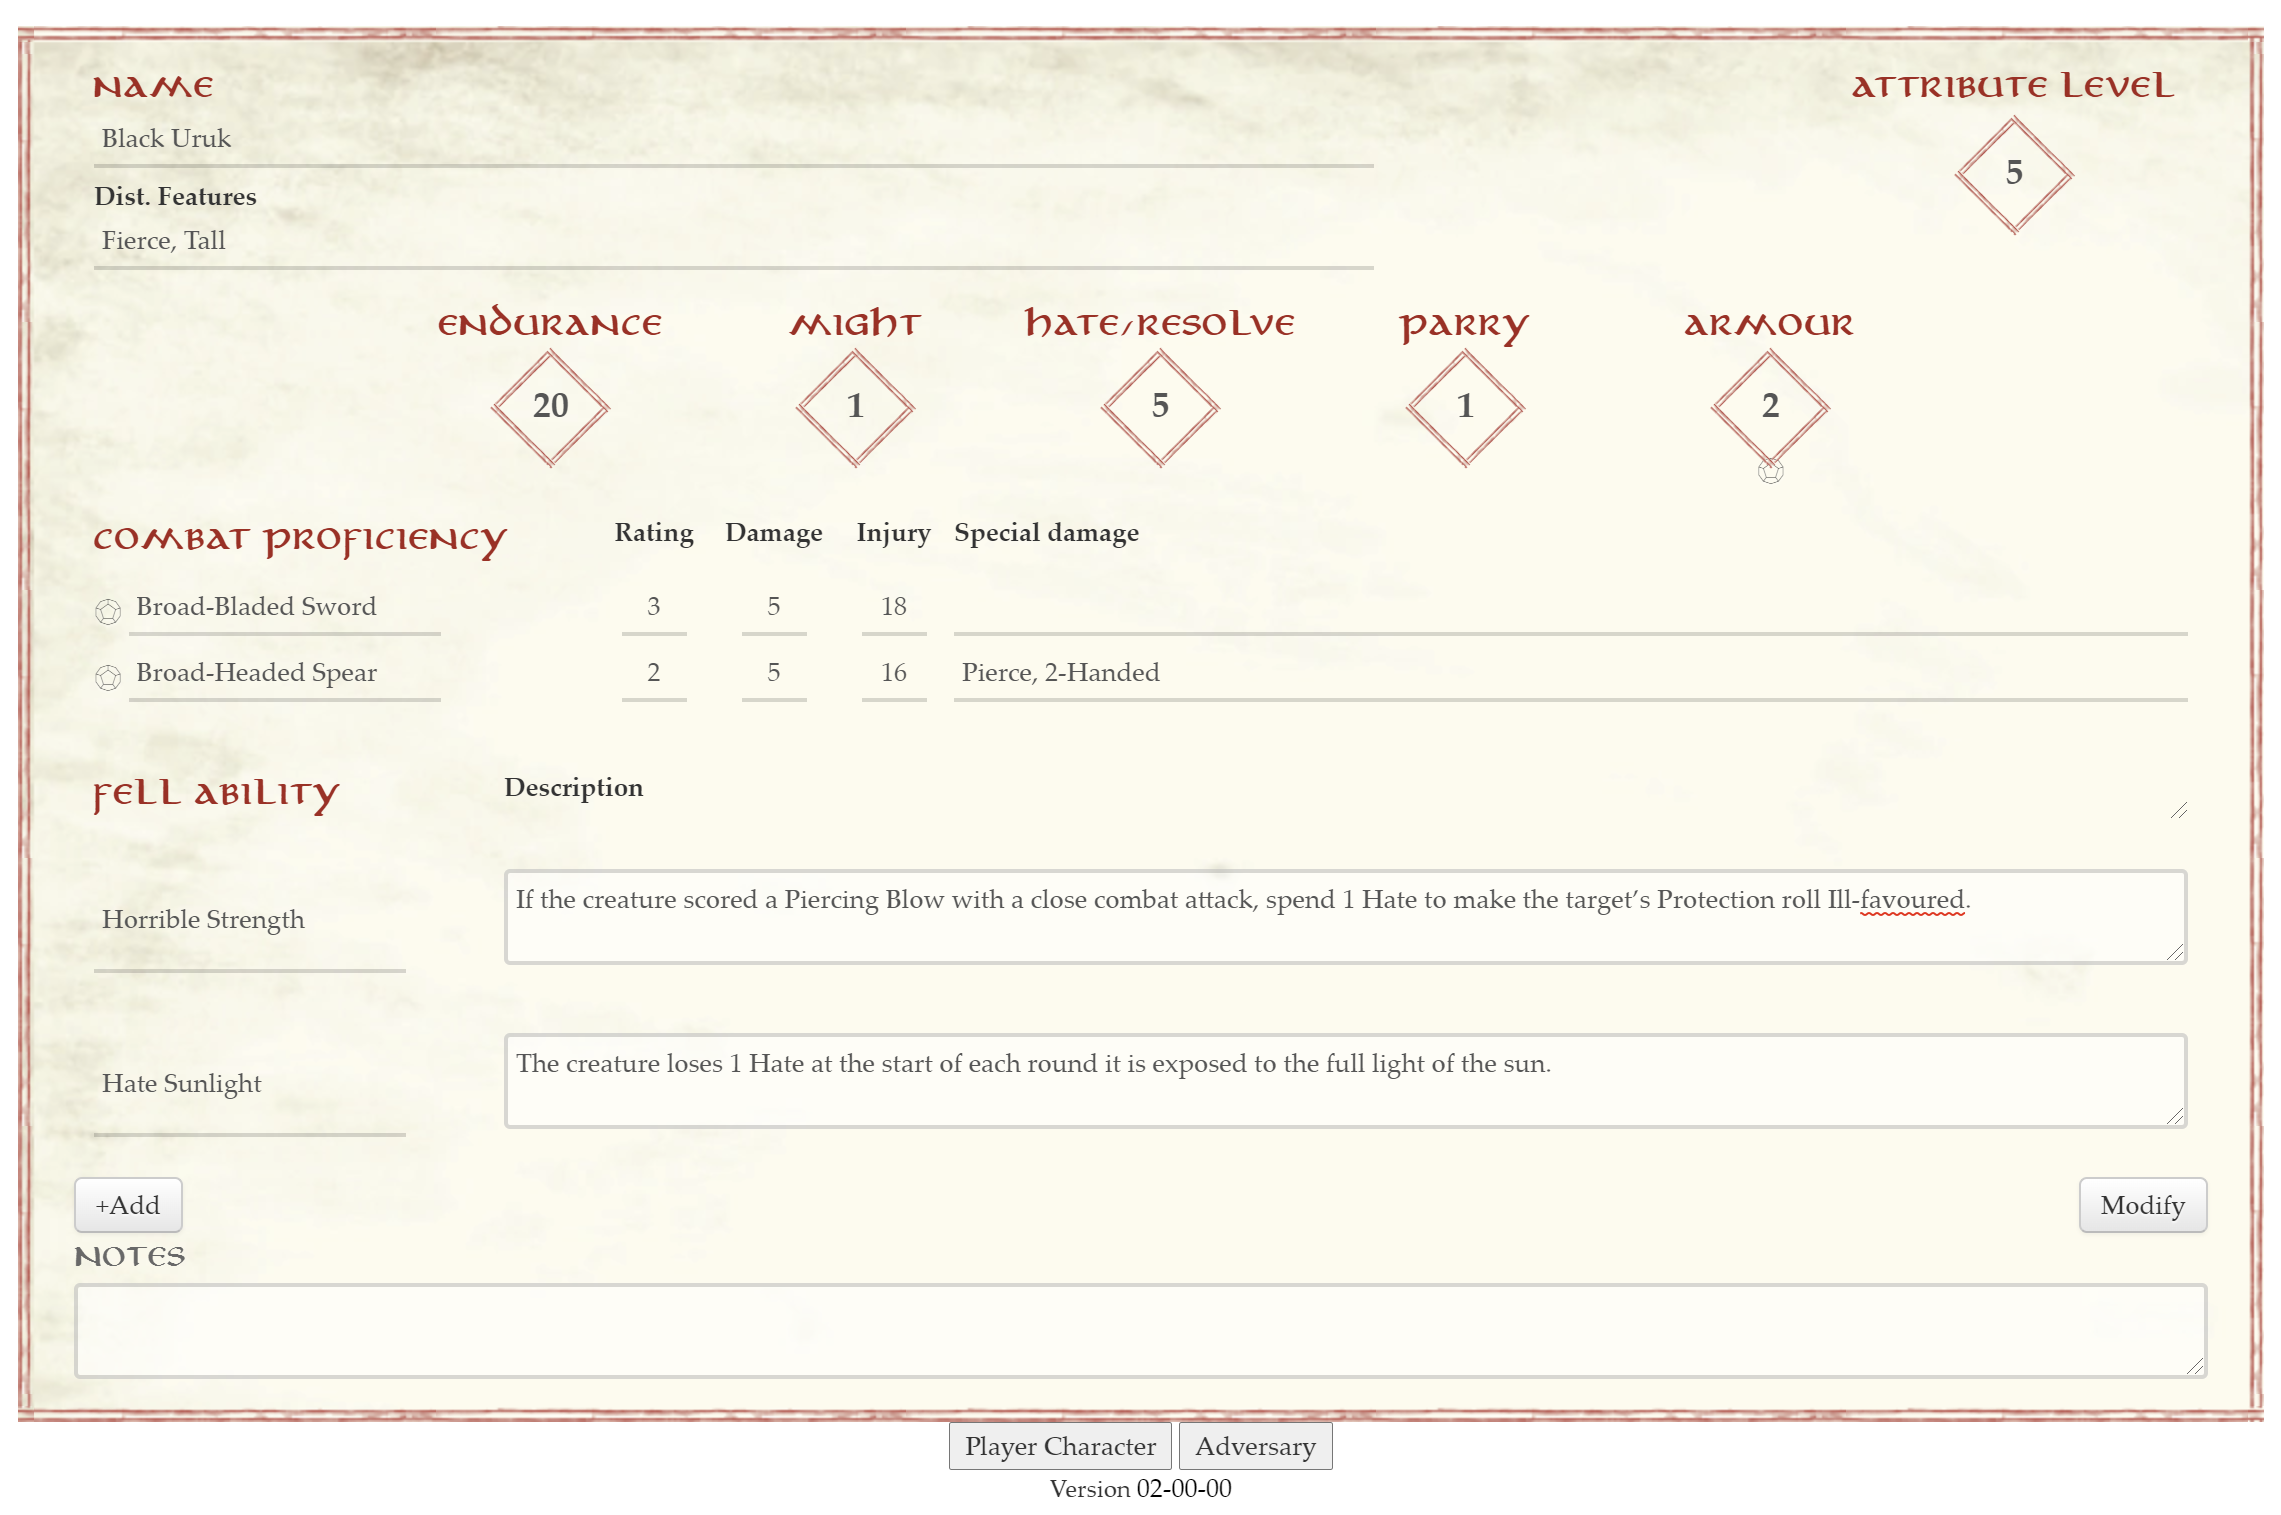 NAME
ATTRIBUTE LEVEL
Black Uruk
5
Dist. Features
Fierce, Tall
ENDURANCE MIGHT HATE/RESOLVE PARRY ARMOUR
20 1 5 1 2
COMBAT PROFICIENCY Rating Damage Injury Special damage
Broad-Bladed Sword 3 5 18
Broad-Headed Spear 2 5 16 Pierce, 2-Handed
FELL ABILITY Description
Horrible Strength If the creature scored a Piercing Blow with a close combat attack, spend 1 Hate to make the target’s Protection roll Ill-favoured.
Hate Sunlight The creature loses 1 Hate at the start of each round it is exposed to the full light of the sun.
+Add Modify
NOTES
Player Character Adversary
Version 02-00-00